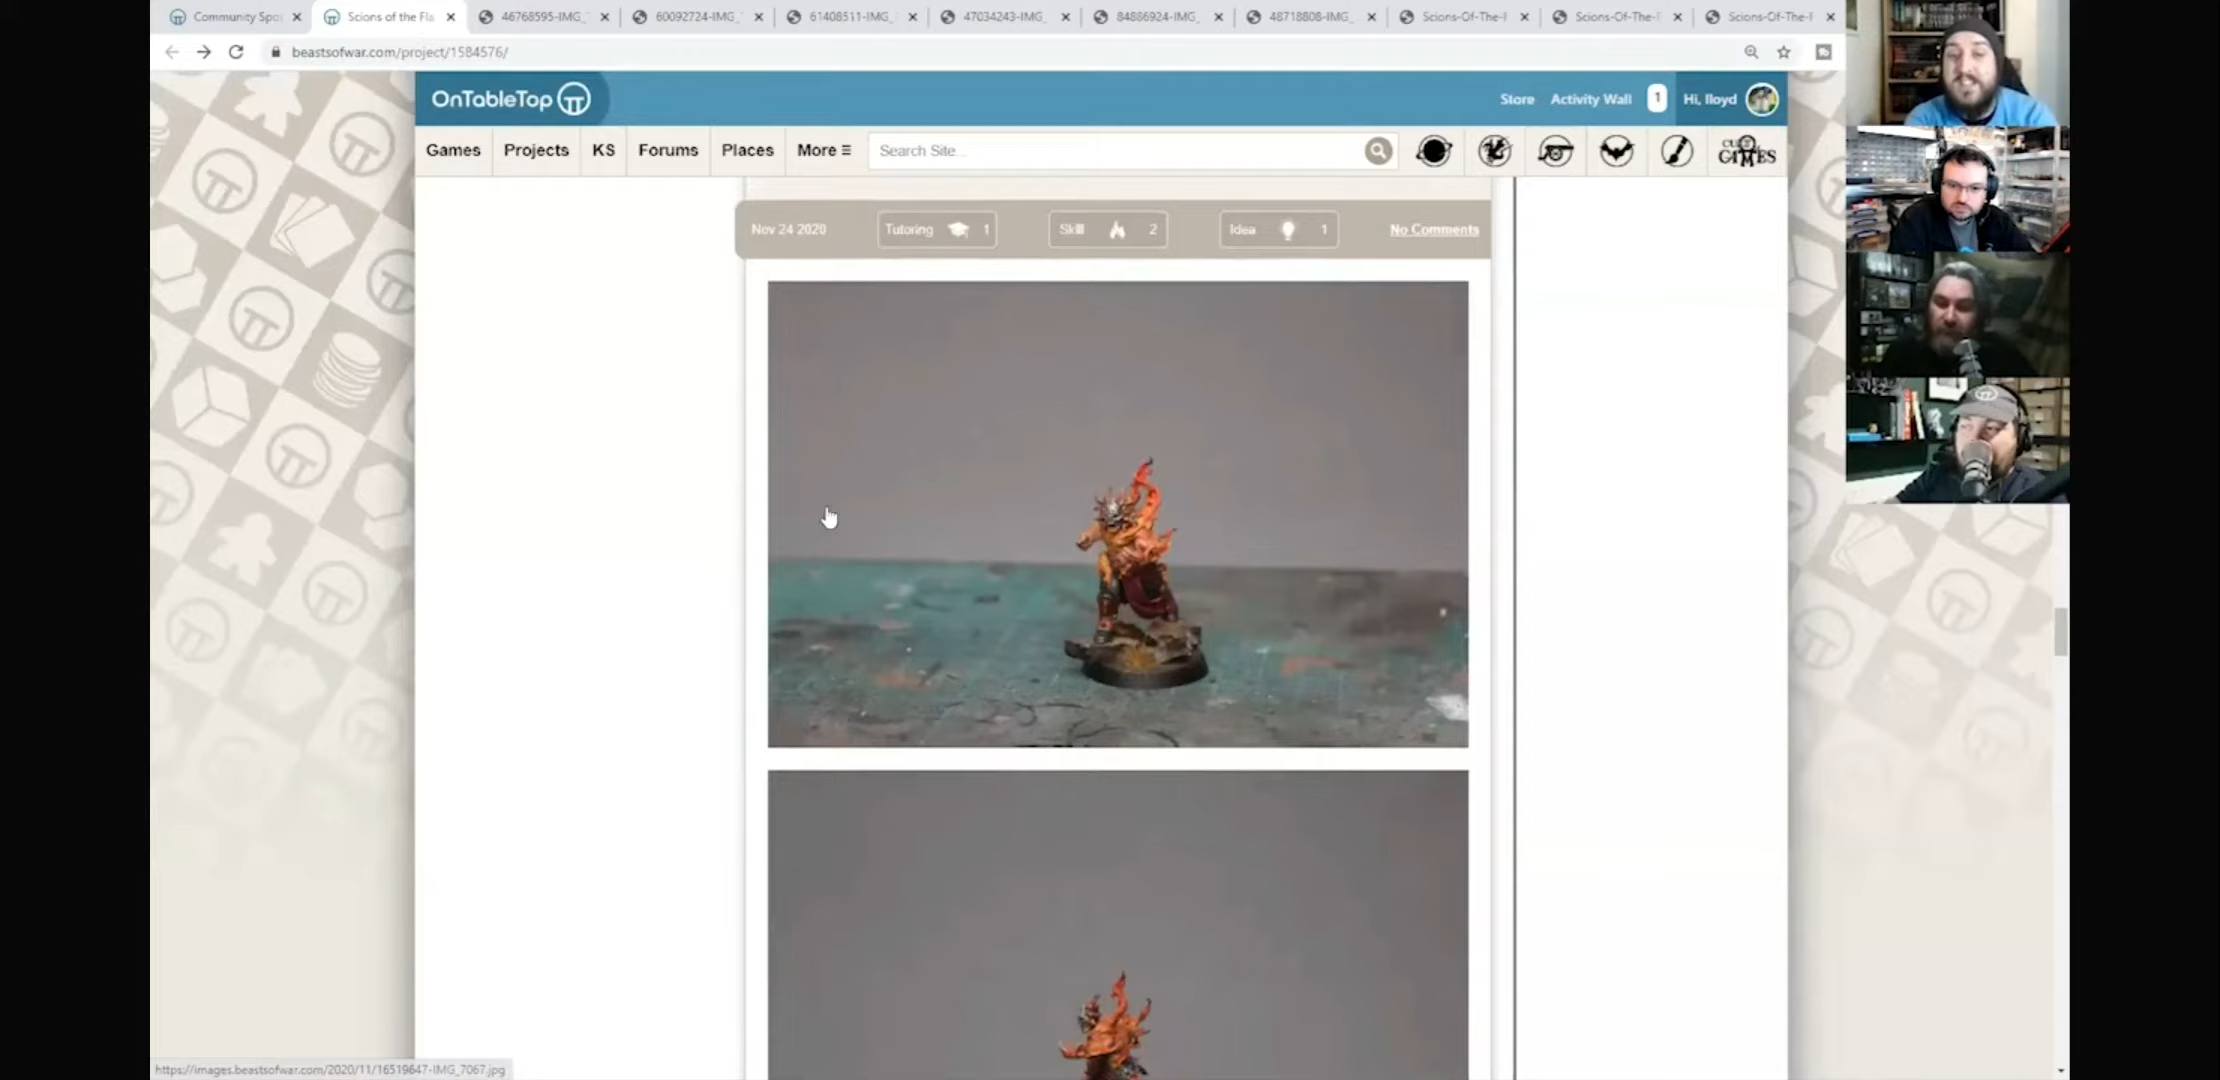 Community Spo
Scions of the Fla
46768595-IMG_
60092724-IMG_
61408511-IMG_
47034243-IMG_
84886924-IMG_
48718808-IMG_
Scions-Of-The-
Scions-Of-The-
Scions-Of-The-
beastsofwar.com/project/1584576/
OnTableTop
Store Activity Wall 1 Hi, lloyd
Games Projects KS Forums Places More
Search Site...
GAMES
Nov 24 2020 Tutoring 1 Skill 2 Idea 1 No Comments
https://images.beastsofwar.com/2020/11/16519647-IMG_7067.jpg